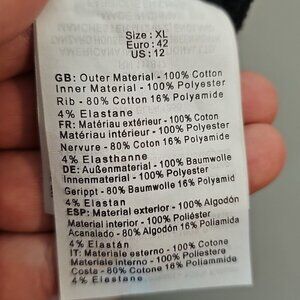 Size : XL
Euro : 42
US : 12
GB: Outer Material - 100% Cotton
Inner Material - 100% Polyester
Rib - 80% Cotton 16% Polyamide
4% Elastane
FR: Matériau extérieur - 100% Coton
Matériau intérieur - 100% Polyester
Nervure - 80% Coton 16% Polyamide
4% Elasthanne
DE: Außenmaterial - 100% Baumwolle
Innenmaterial - 100% Polyester
Gerippt - 80% Baumwolle 16% Polyamid
4% Elastan
ESP: Material exterior - 100% Algodón
Material interior - 100% Poliéster
Acanalado - 80% Algodón 16% Poliamida
4% Elastán
IT: Materiale esterno - 100% Cotone
Materiale interno - 100% Poliestere
Costa - 80% Cotone 16% Poliammide
4% Elastane